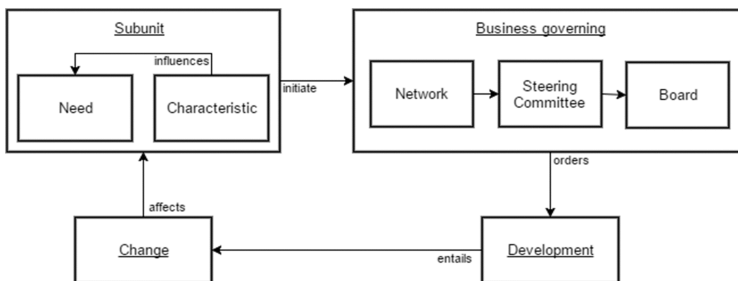 Subunit
influences
Need
Characteristic
initiate
Business governing
Network
Steering
Committee
Board
orders
affects
Change
entails
Development